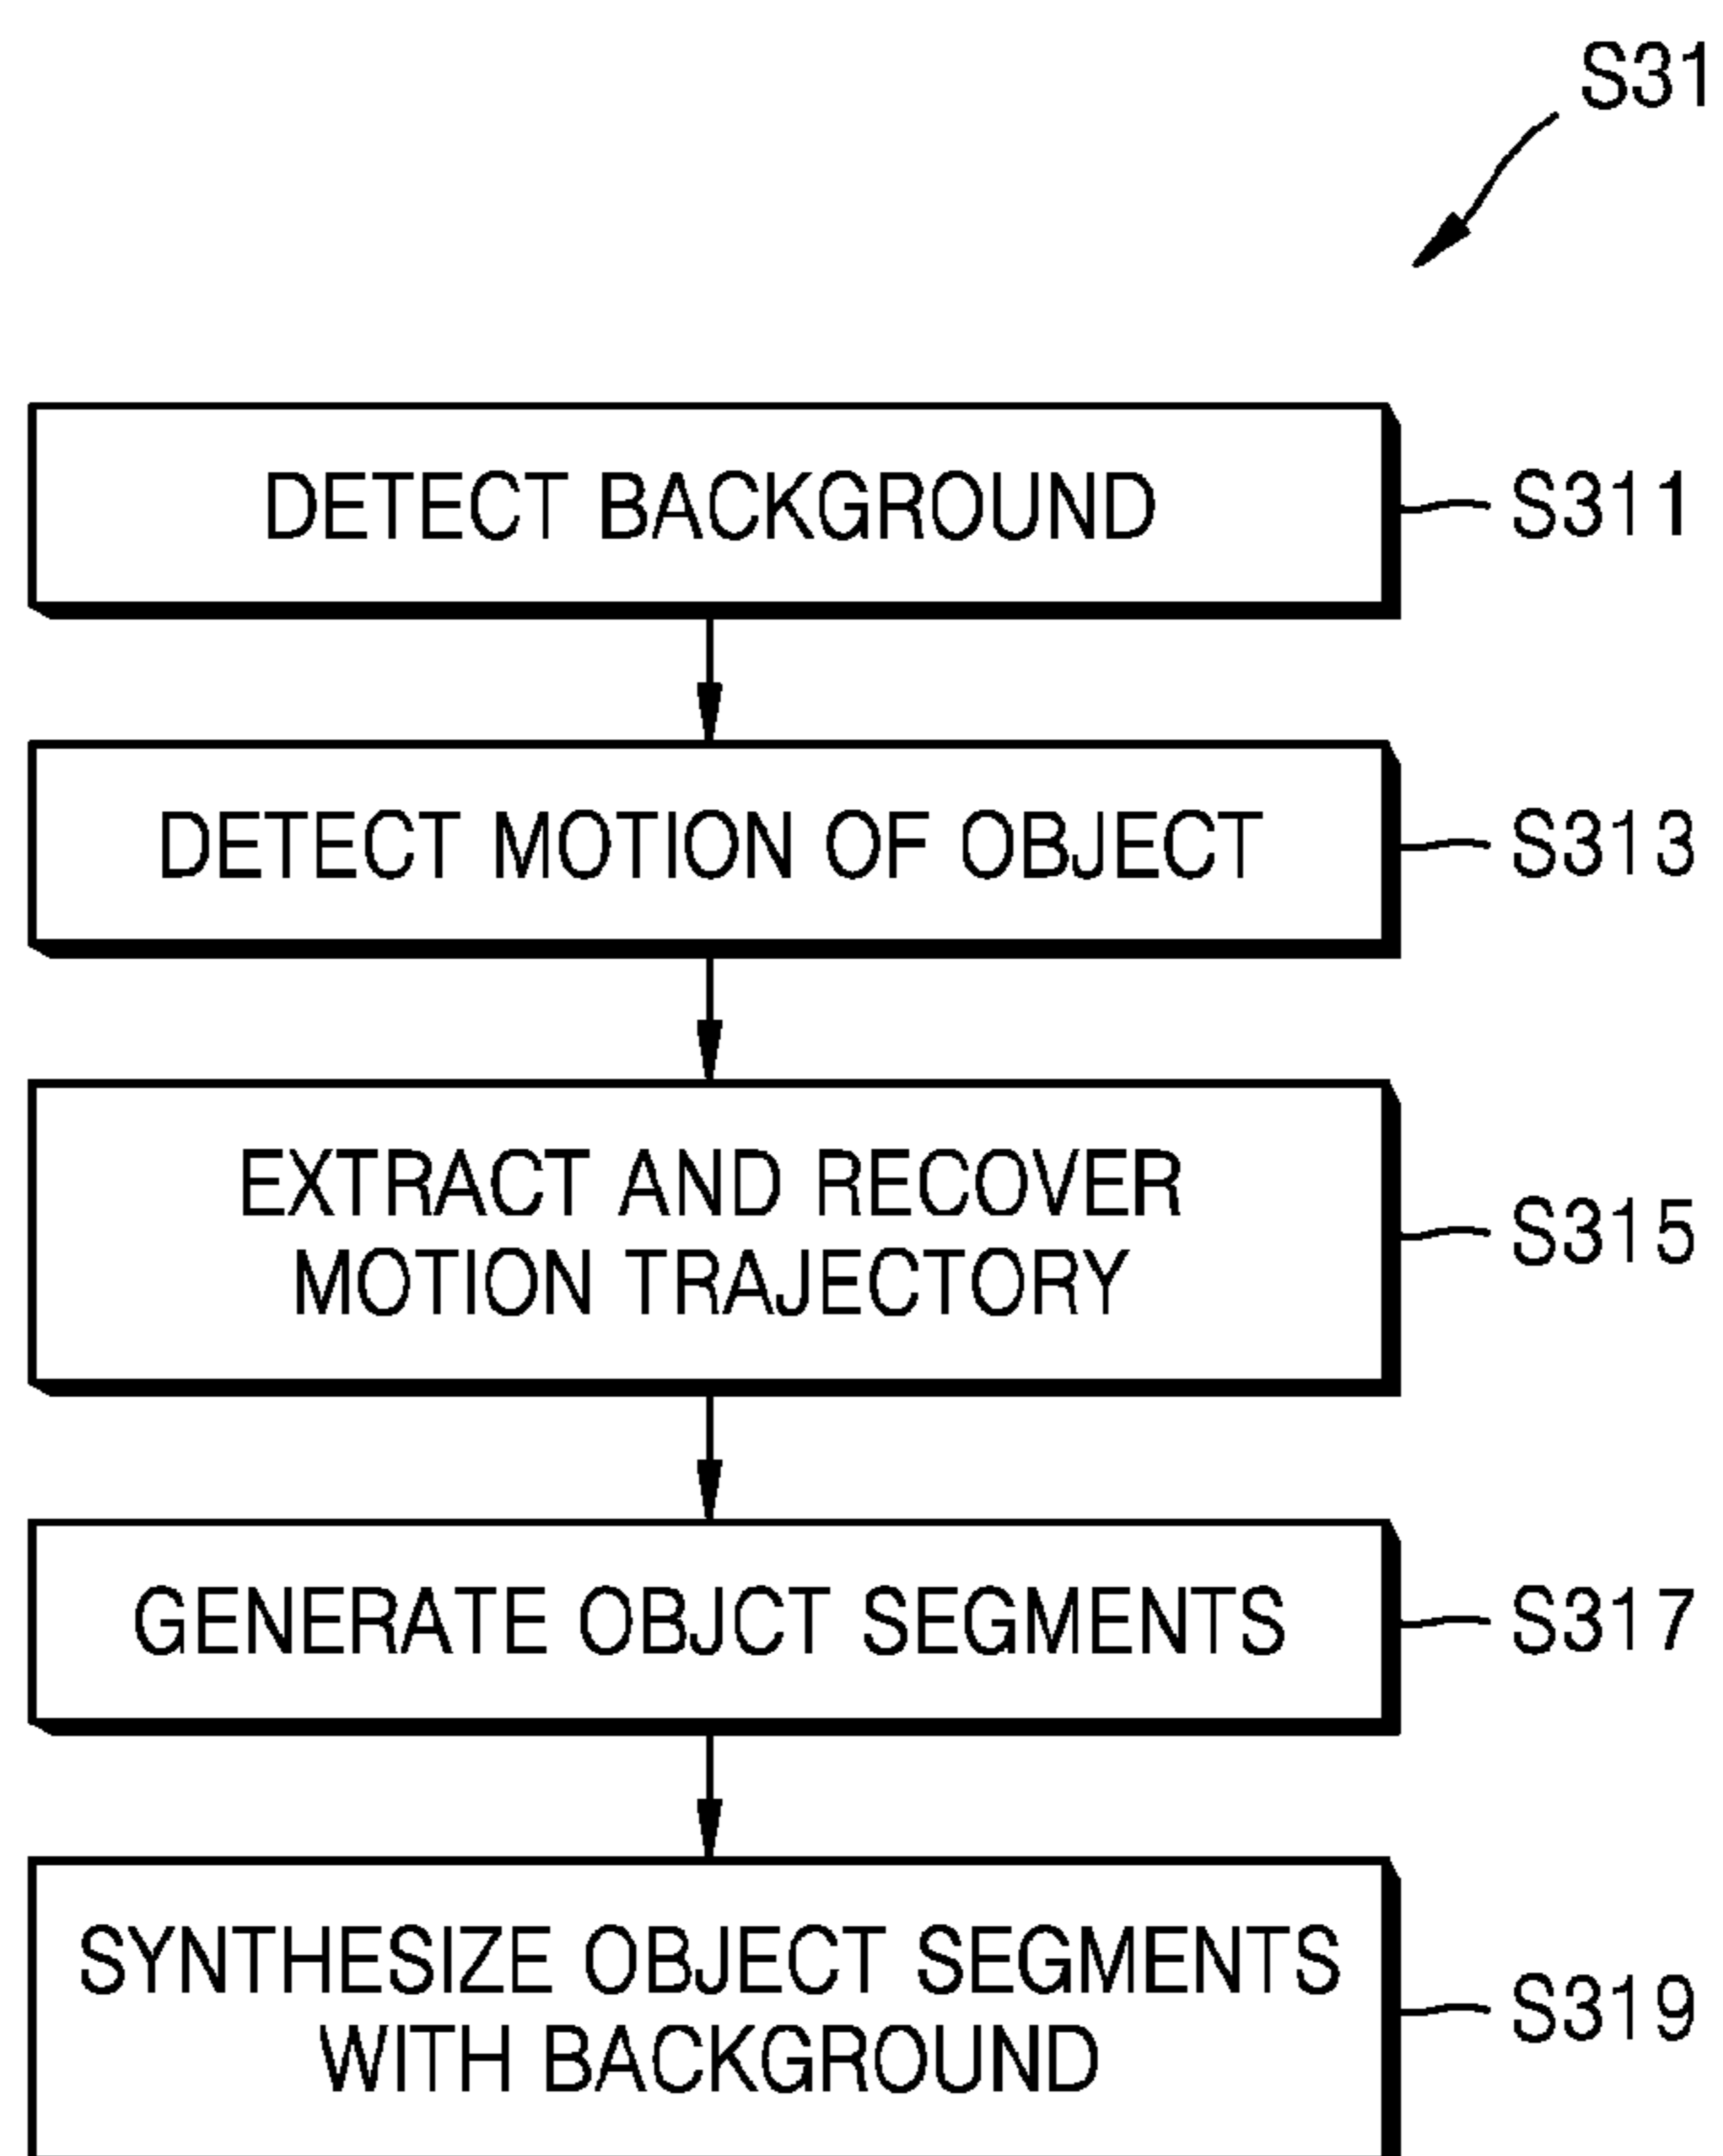 S31
DETECT BACKGROUND
S311
DETECT MOTION OF OBJECT
S313
EXTRACT AND RECOVER
MOTION TRAJECTORY
S315
GENERATE OBJCT SEGMENTS
S317
SYNTHESIZE OBJECT SEGMENTS
WITH BACKGROUND
S319